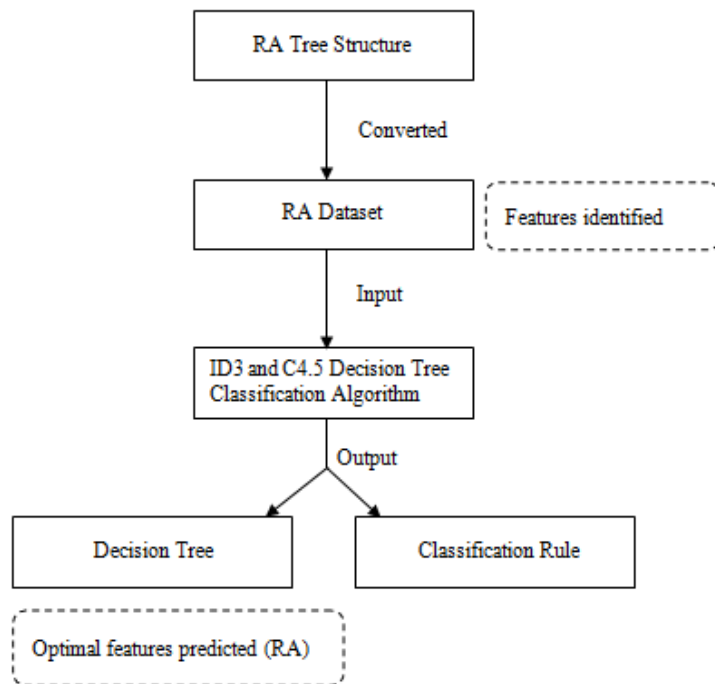 RA Tree Structure
Converted
RA Dataset
Features identified
Input
ID3 and C4.5 Decision Tree
Classification Algorithm
Output
Decision Tree
Classification Rule
Optimal features predicted (RA)